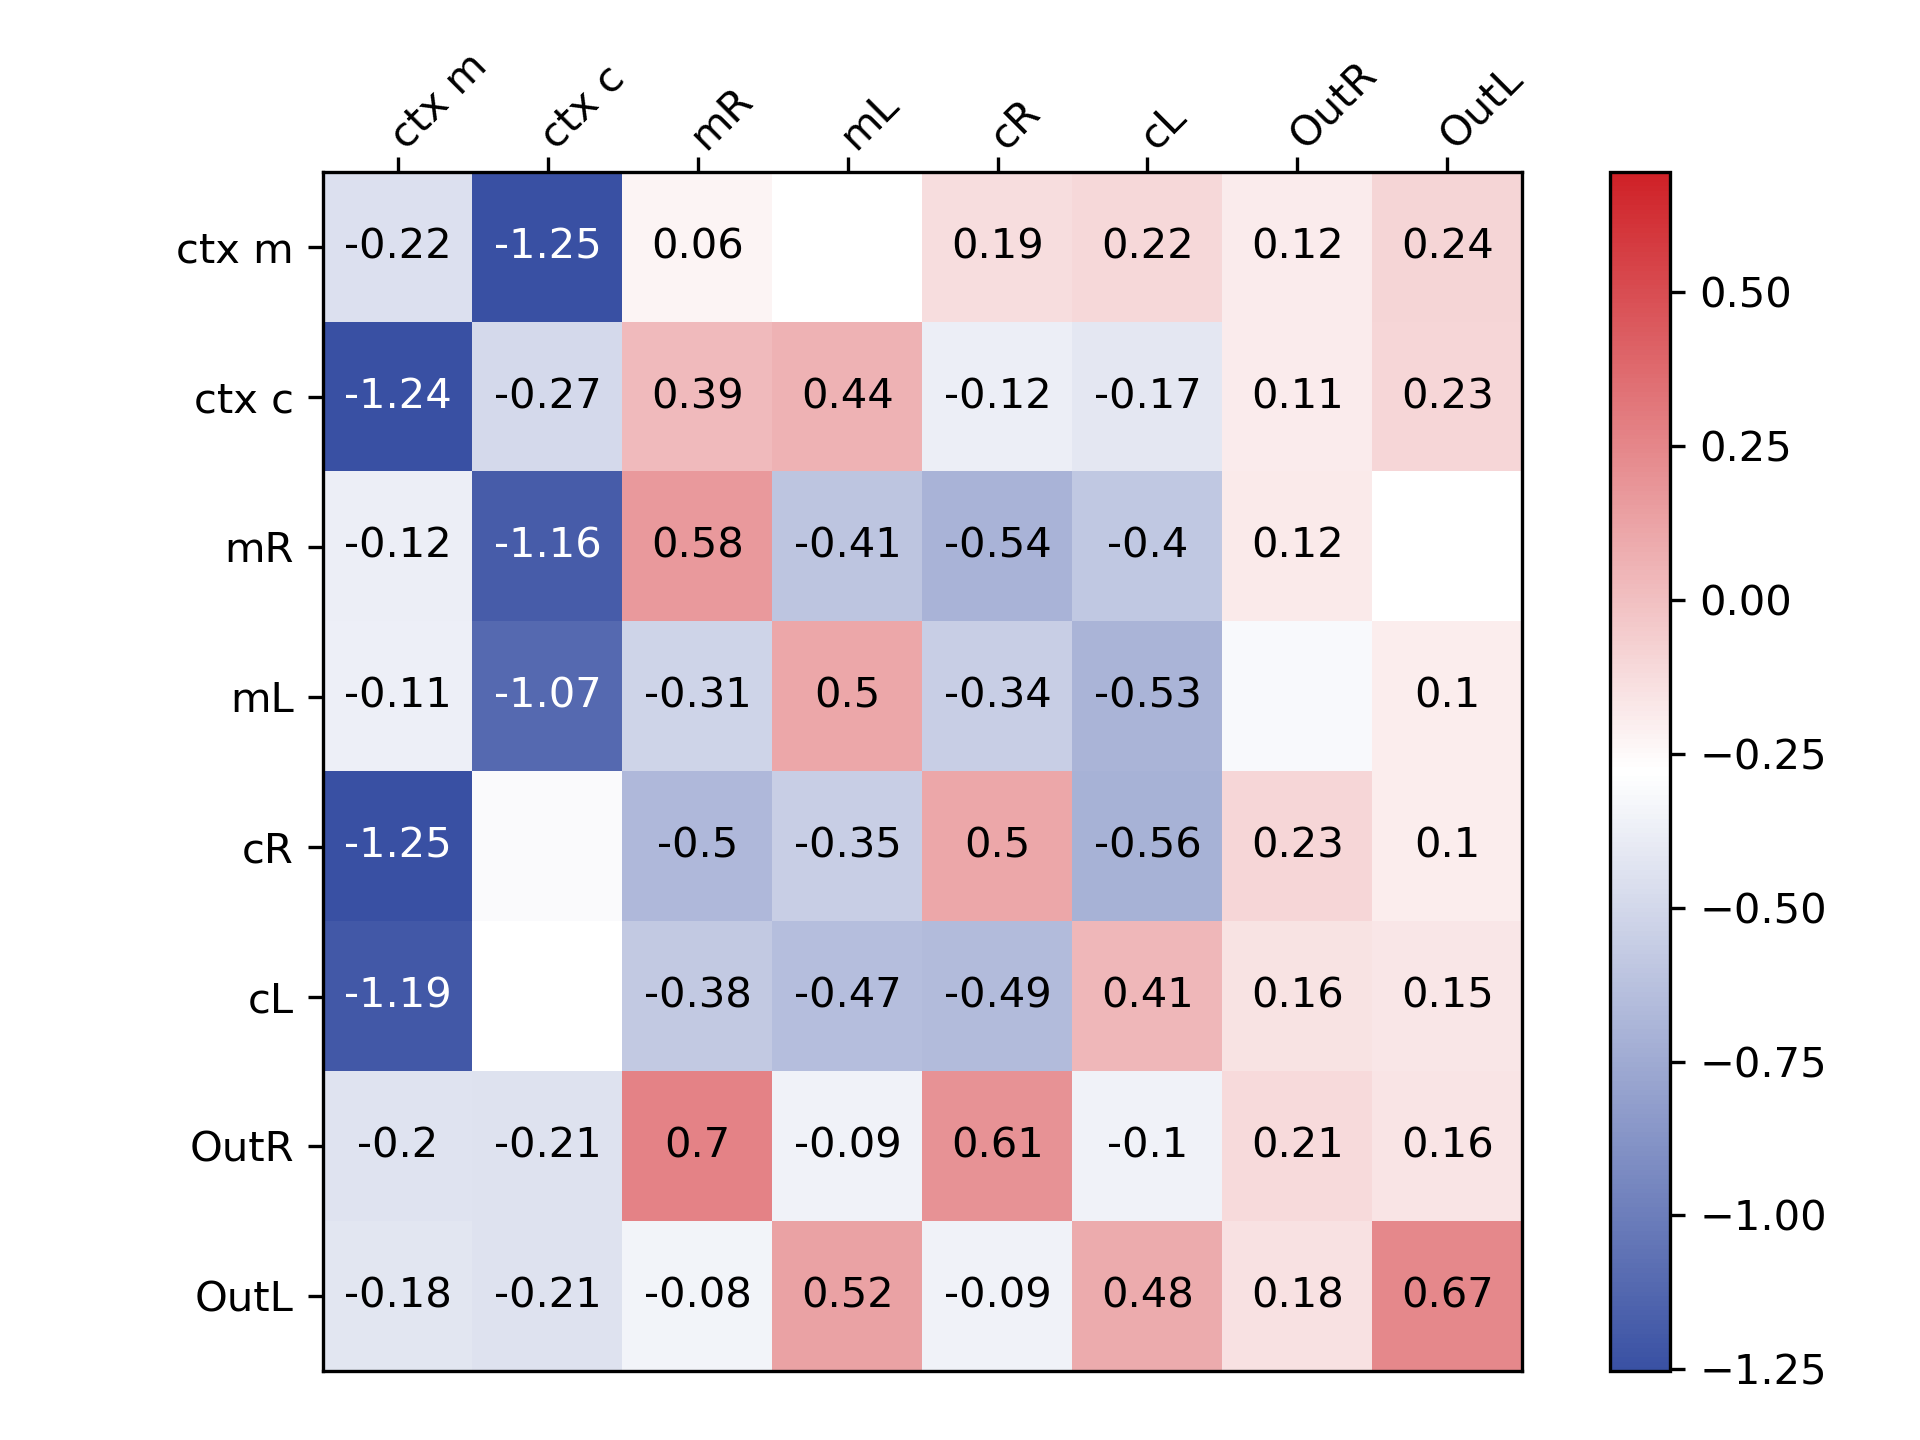 ctx m ctx c mR mL cR cL OutR OutL
ctx m -0.22 -1.25 0.06 0.19 0.22 0.12 0.24
ctx c -1.24 -0.27 0.39 0.44 -0.12 -0.17 0.11 0.23
mR -0.12 -1.16 0.58 -0.41 -0.54 -0.4 0.12
mL -0.11 -1.07 -0.31 0.5 -0.34 -0.53 0.1
cR -1.25 -0.5 -0.35 0.5 -0.56 0.23 0.1
cL -1.19 -0.38 -0.47 -0.49 0.41 0.16 0.15
OutR -0.2 -0.21 0.7 -0.09 0.61 -0.1 0.21 0.16
OutL -0.18 -0.21 -0.08 0.52 -0.09 0.48 0.18 0.67
0.50
0.25
0.00
−0.25
−0.50
−0.75
−1.00
−1.25